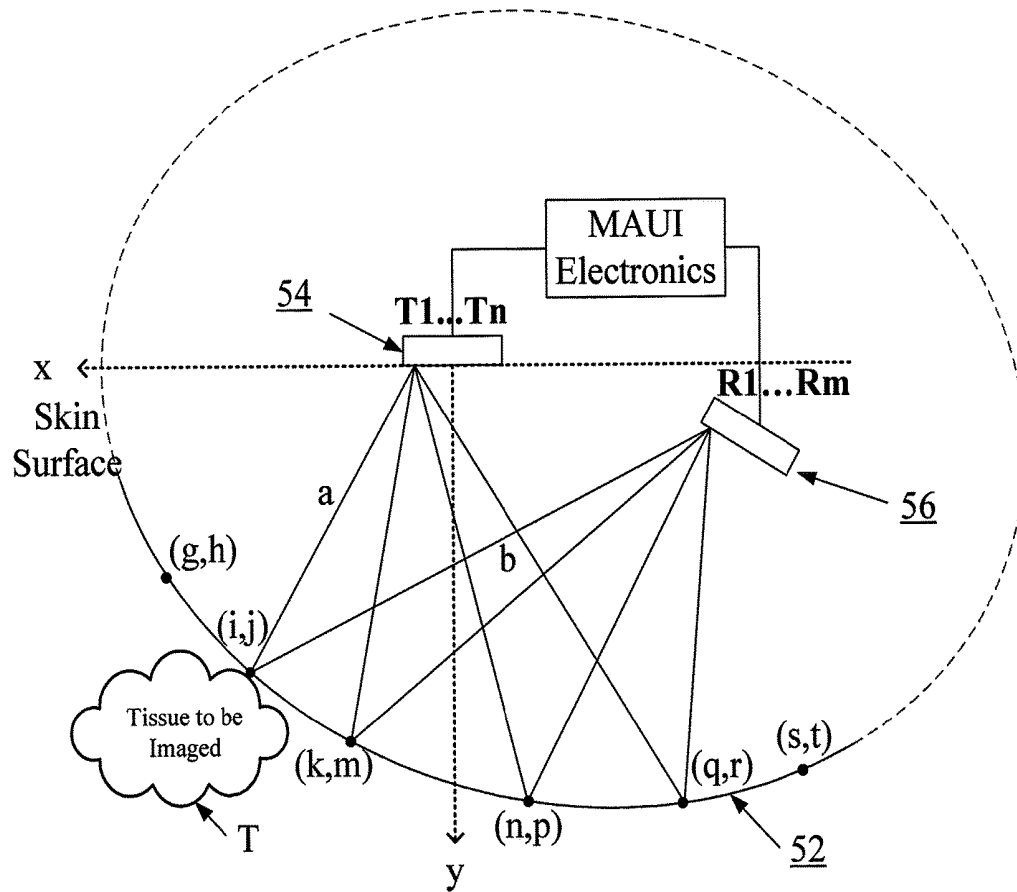 MAUI
Electronics
54
T1...Tn
x
R1...Rm
Skin
Surface
a
56
b
(g,h)
(i,j)
Tissue to be
Imaged
(k,m)
(q,r)
(s,t)
(n,p)
T
52
y